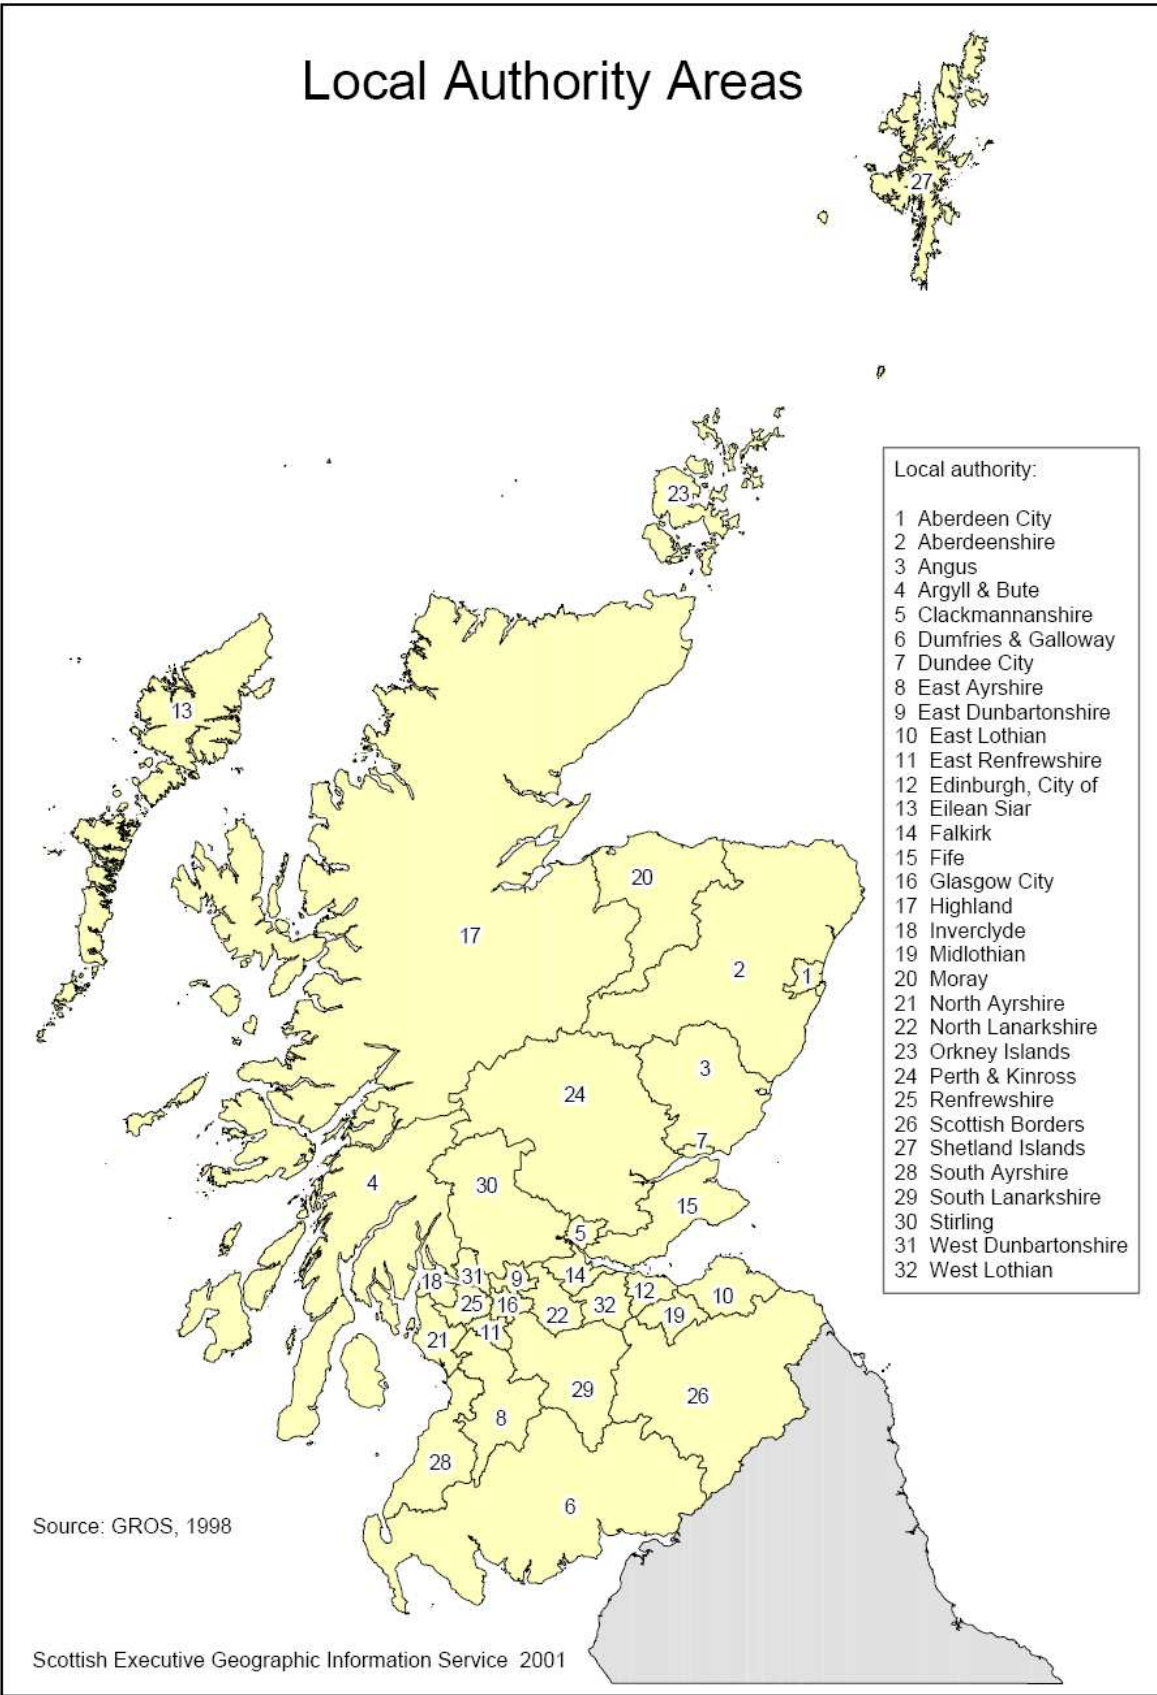 Local Authority Areas
27
23
13
17
20
2
1
3
24
7
4
30
15
5
18
31
9
14
12
10
25
16
22
32
19
21
11
29
26
8
28
6
Local authority:
1 Aberdeen City
2 Aberdeenshire
3 Angus
4 Argyll & Bute
5 Clackmannanshire
6 Dumfries & Galloway
7 Dundee City
8 East Ayrshire
9 East Dunbartonshire
10 East Lothian
11 East Renfrewshire
12 Edinburgh, City of
13 Eilean Siar
14 Falkirk
15 Fife
16 Glasgow City
17 Highland
18 Inverclyde
19 Midlothian
20 Moray
21 North Ayrshire
22 North Lanarkshire
23 Orkney Islands
24 Perth & Kinross
25 Renfrewshire
26 Scottish Borders
27 Shetland Islands
28 South Ayrshire
29 South Lanarkshire
30 Stirling
31 West Dunbartonshire
32 West Lothian
Source: GROS, 1998
Scottish Executive Geographic Information Service 2001